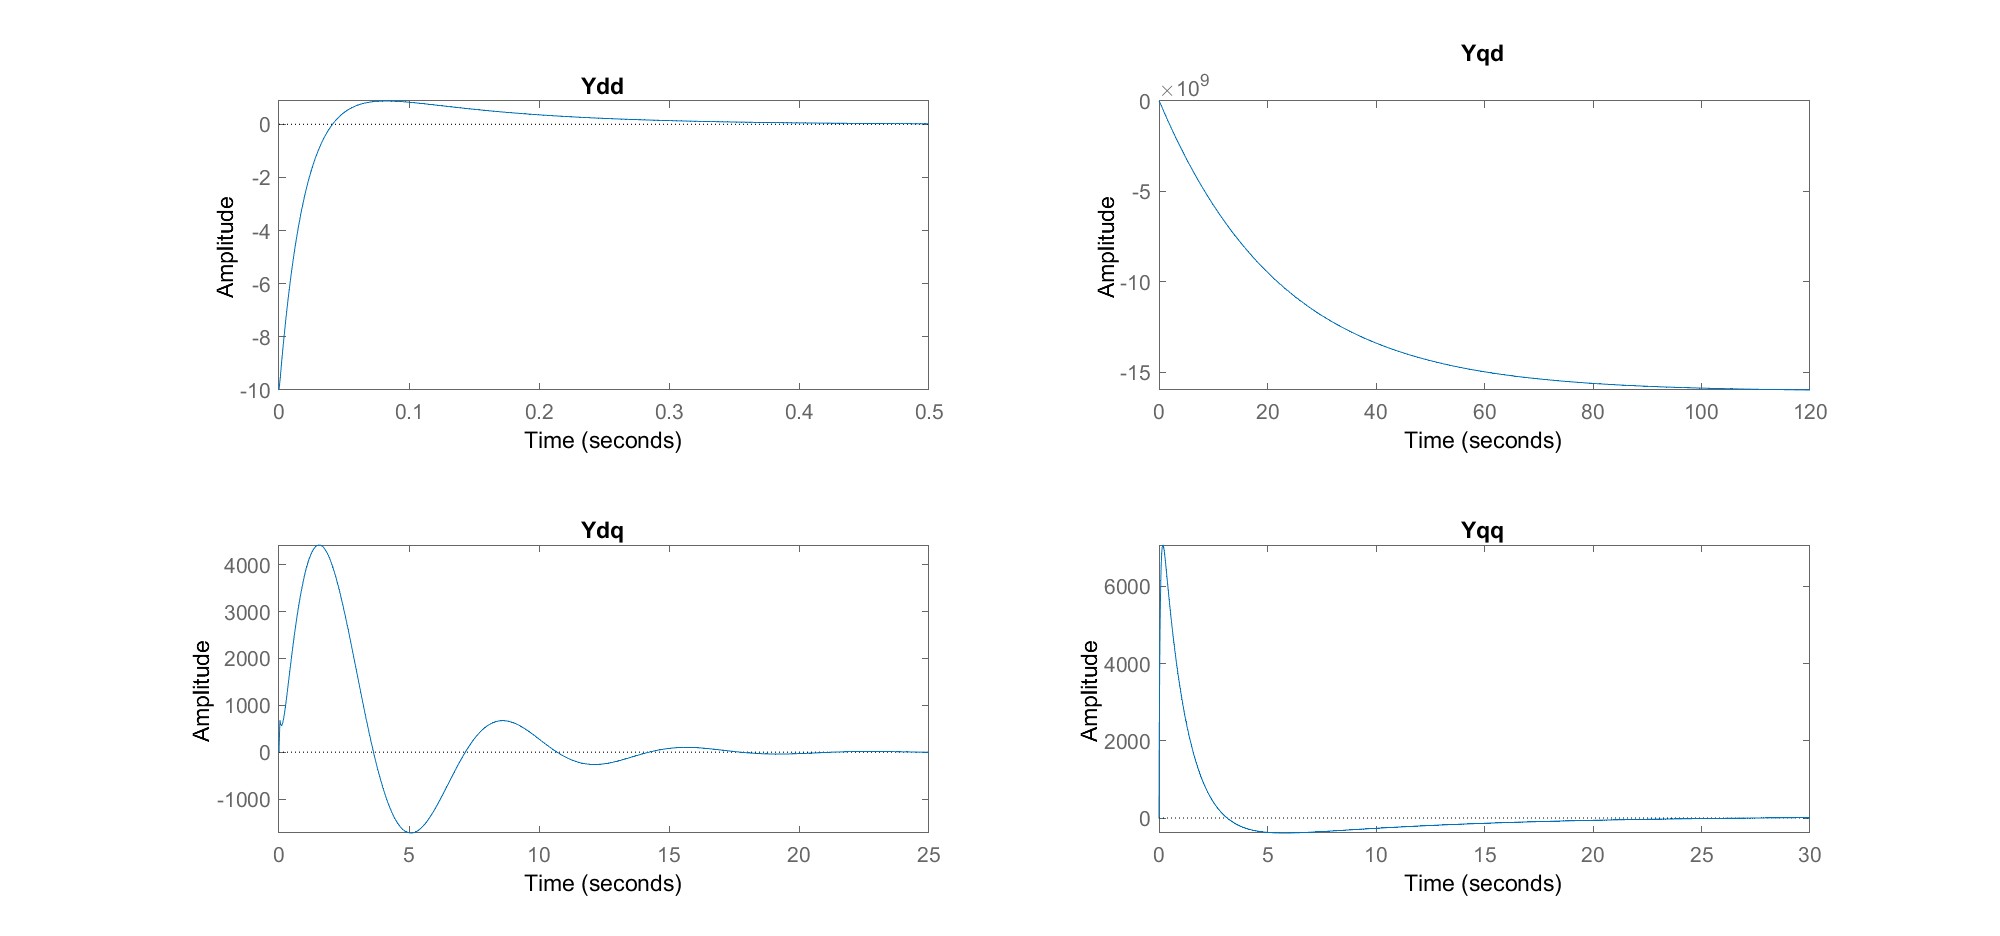 Ydd
0
-2
-4
-6
-8
-10
Amplitude
0 0.1 0.2 0.3 0.4 0.5
Time (seconds)
Yqd
×10⁹
0
-5
-10
-15
Amplitude
0 20 40 60 80 100 120
Time (seconds)
Ydq
4000
3000
2000
1000
0
-1000
Amplitude
0 5 10 15 20 25
Time (seconds)
Yqq
6000
4000
2000
0
Amplitude
0 5 10 15 20 25 30
Time (seconds)